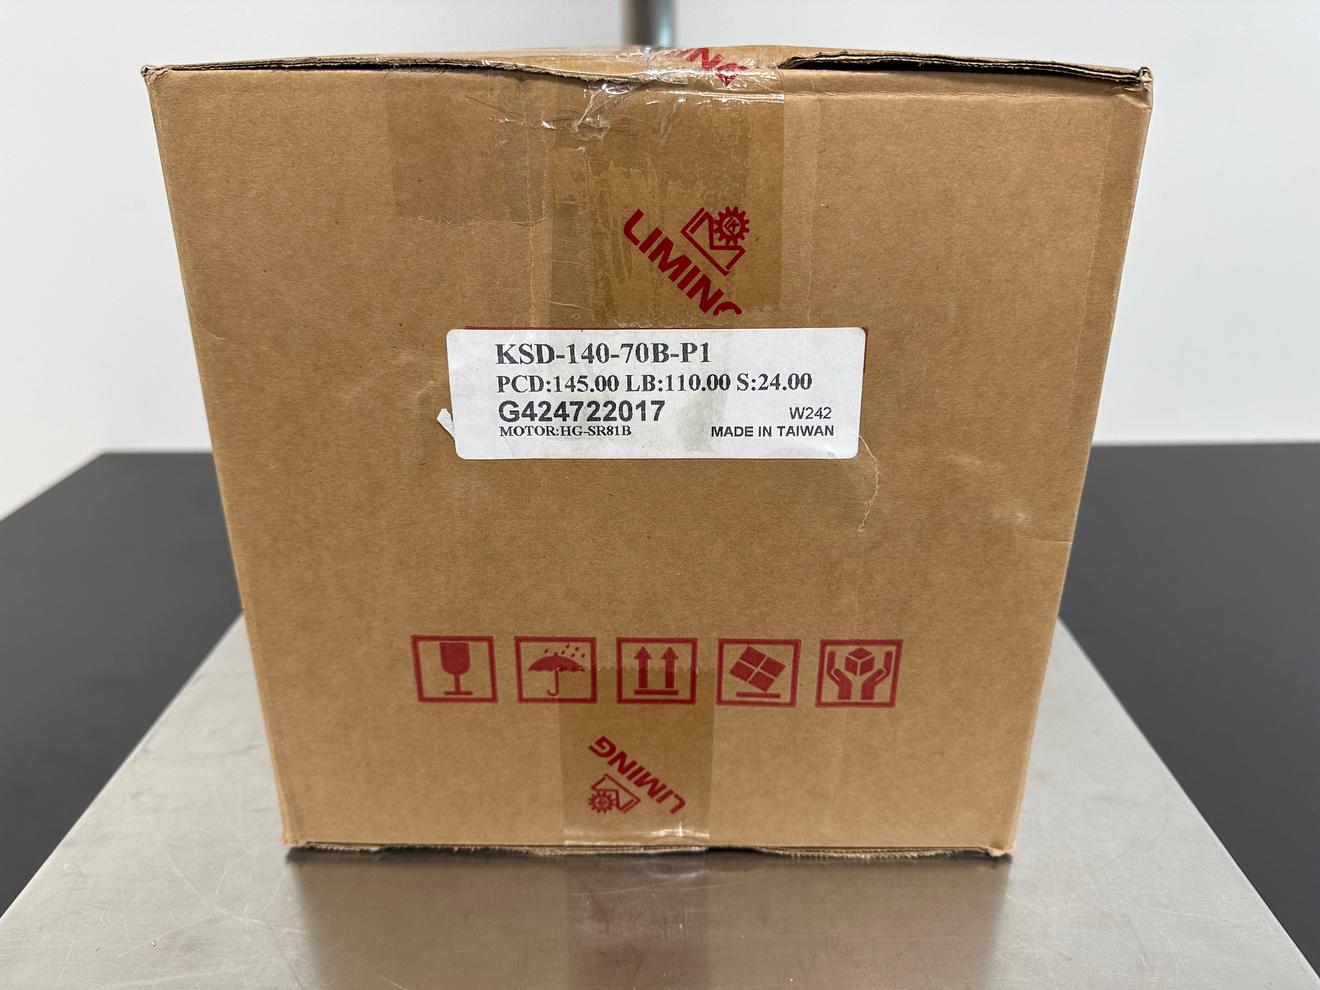 MING
LIMING
KSD-140-70B-P1
PCD:145.00 LB:110.00 S:24.00
G424722017
W242
MOTOR:HG-SR81B
MADE IN TAIWAN
LIMING